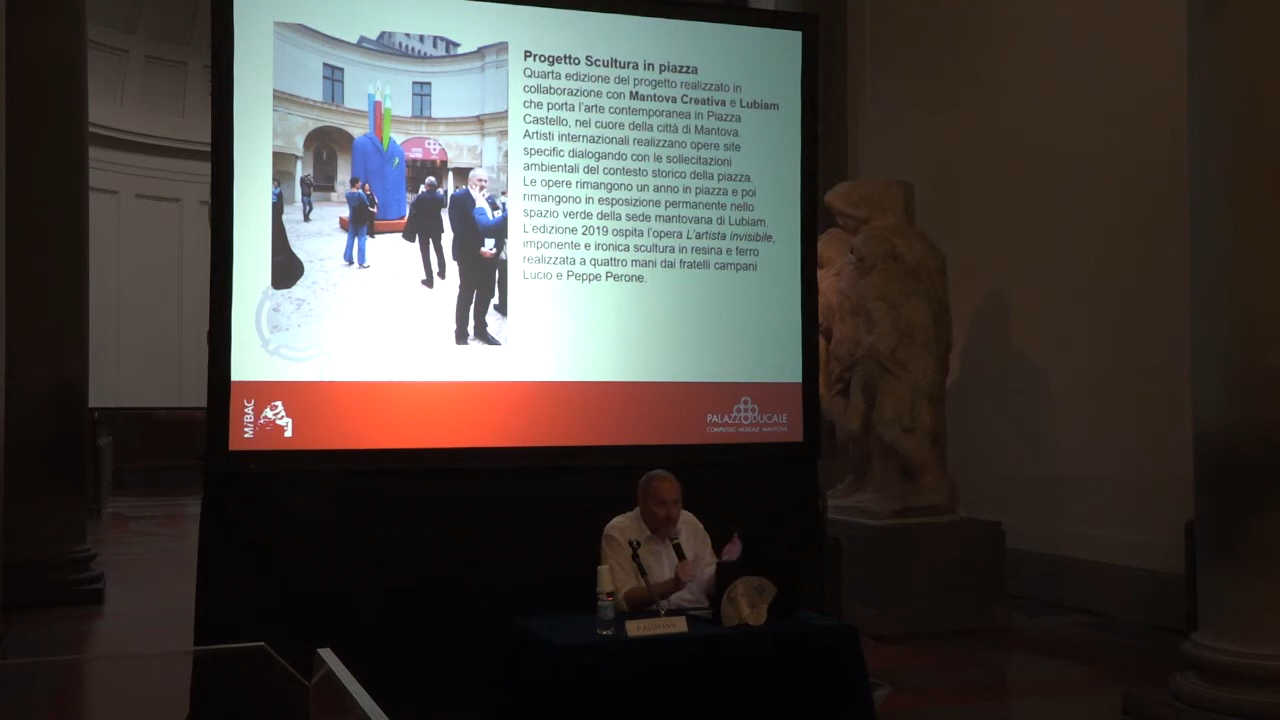 Progetto Scultura in piazza
Quarta edizione del progetto realizzato in
collaborazione con Mantova Creativa e Lubiam
che porta l'arte contemporanea in Piazza
Castello, nel cuore della città di Mantova.
Artisti internazionali realizzano opere site
specific dialogando con le sollecitazioni
ambientali del contesto storico della piazza.
Le opere rimangono un anno in piazza e poi
rimangono in esposizione permanente nello
spazio verde della sede mantovana di Lubiam.
L'edizione 2019 ospita l'opera L'artista invisibile,
imponente e ironica scultura in resina e ferro
realizzata a quattro mani dai fratelli campani
Lucio e Peppe Perone.
MiBAC
PALAZZO DUCALE
COMPLESSO MUSEALE MANTOVA